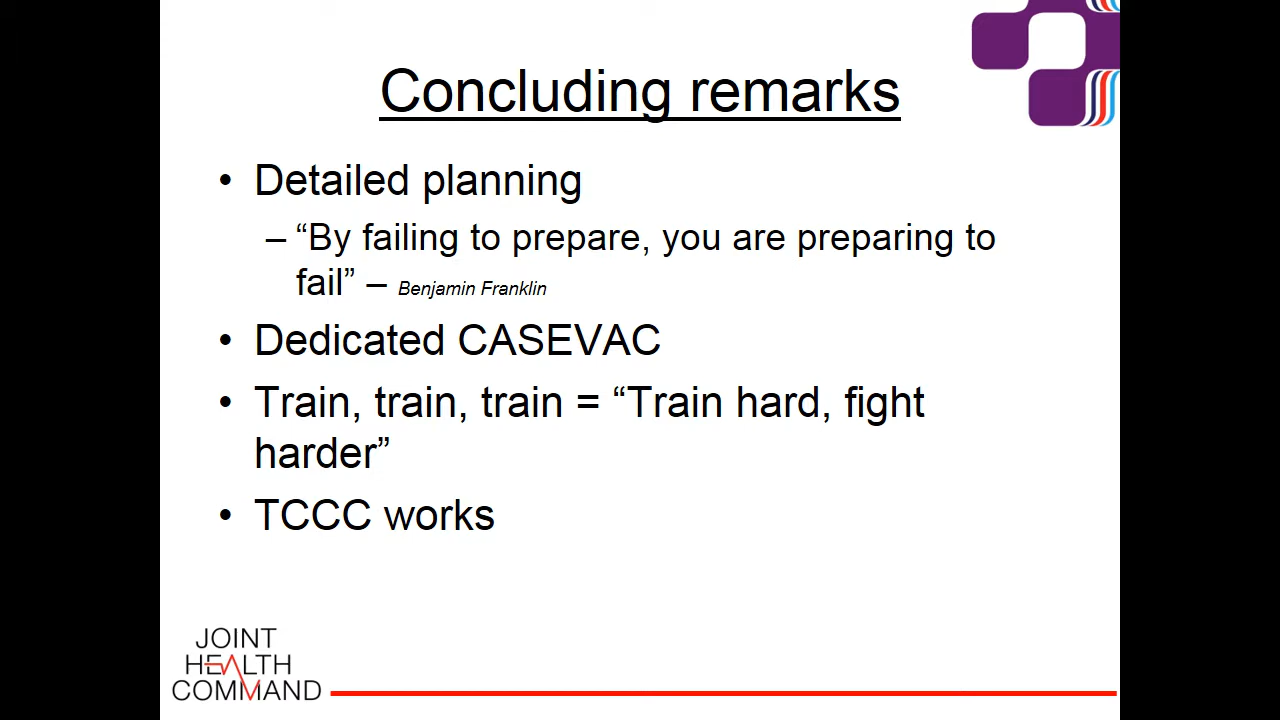 Concluding remarks
• Detailed planning
– “By failing to prepare, you are preparing to
fail” – Benjamin Franklin
• Dedicated CASEVAC
• Train, train, train = “Train hard, fight
harder”
• TCCC works
JOINT
HEALTH
COMMAND